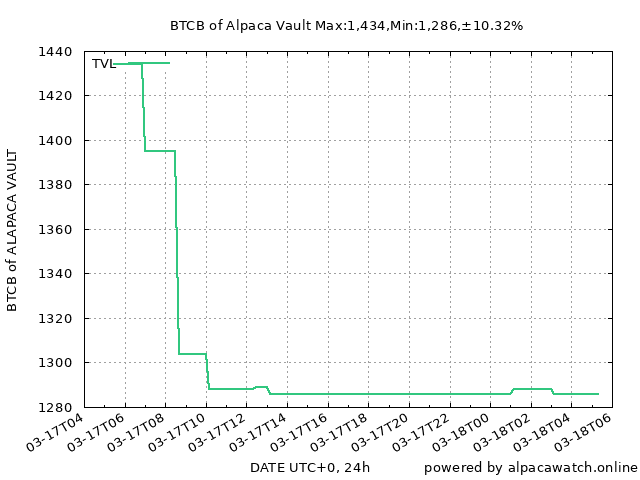 BTCB of Alpaca Vault Max:1,434,Min:1,286,±10.32%
1440
TVL
1420
1400
1380
1360
1340
1320
1300
1280
BTCB of ALAPACA VAULT
03-17T04
03-17T06
03-17T08
03-17T10
03-17T12
03-17T14
03-17T16
03-17T18
03-17T20
03-17T22
03-18T00
03-18T02
03-18T04
03-18T06
DATE UTC+0, 24h
powered by alpacawatch.online